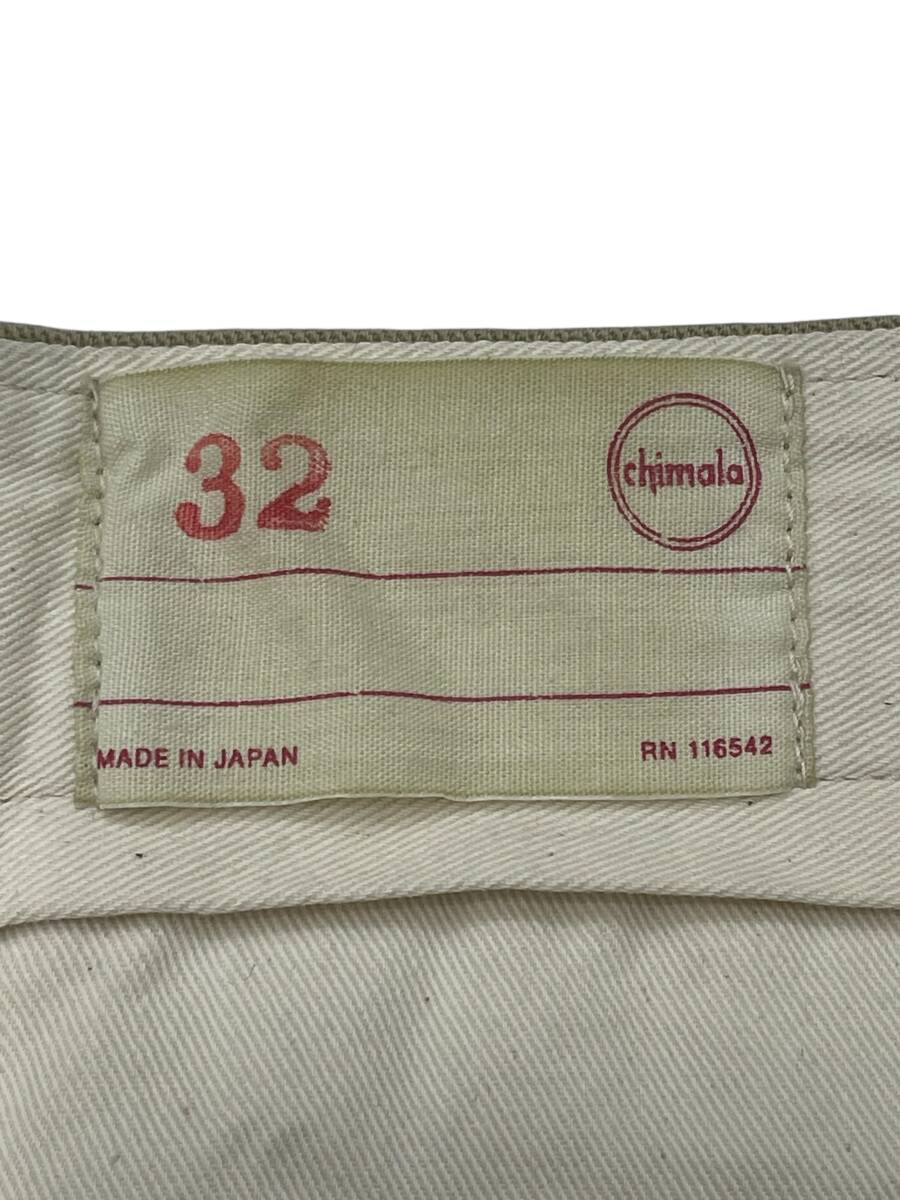 32
chimala
MADE IN JAPAN
RN 116542